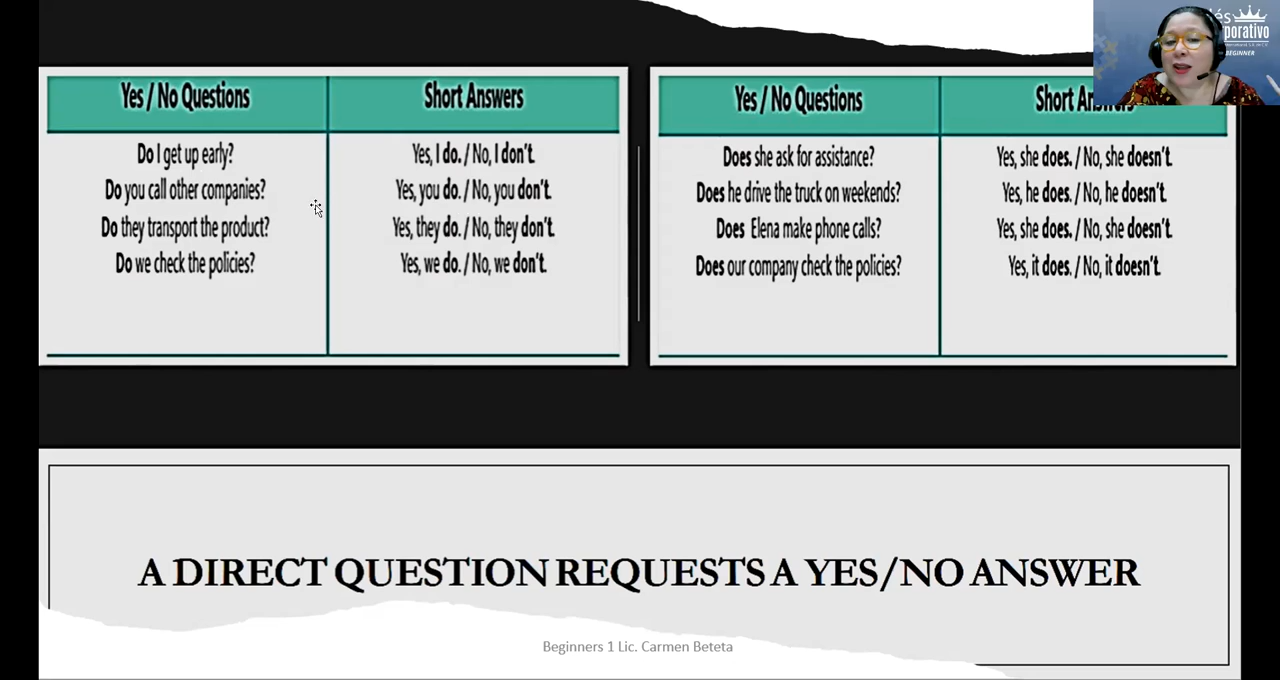 Yes / No Questions
Short Answers
Do I get up early?
Yes, I do. / No, I don't.
Do you call other companies?
Yes, you do. / No, you don't.
Do they transport the product?
Yes, they do. / No, they don't.
Do we check the policies?
Yes, we do. / No, we don't.
Yes / No Questions
Short
Does she ask for assistance?
Yes, she does. / No, she doesn't.
Does he drive the truck on weekends?
Yes, he does. / No, he doesn't.
Does Elena make phone calls?
Yes, she does. / No, she doesn't.
Does our company check the policies?
Yes, it does. / No, it doesn't.
BEGINNER
A DIRECT QUESTION REQUESTS A YES/NO ANSWER
Beginners 1 Lic. Carmen Beteta